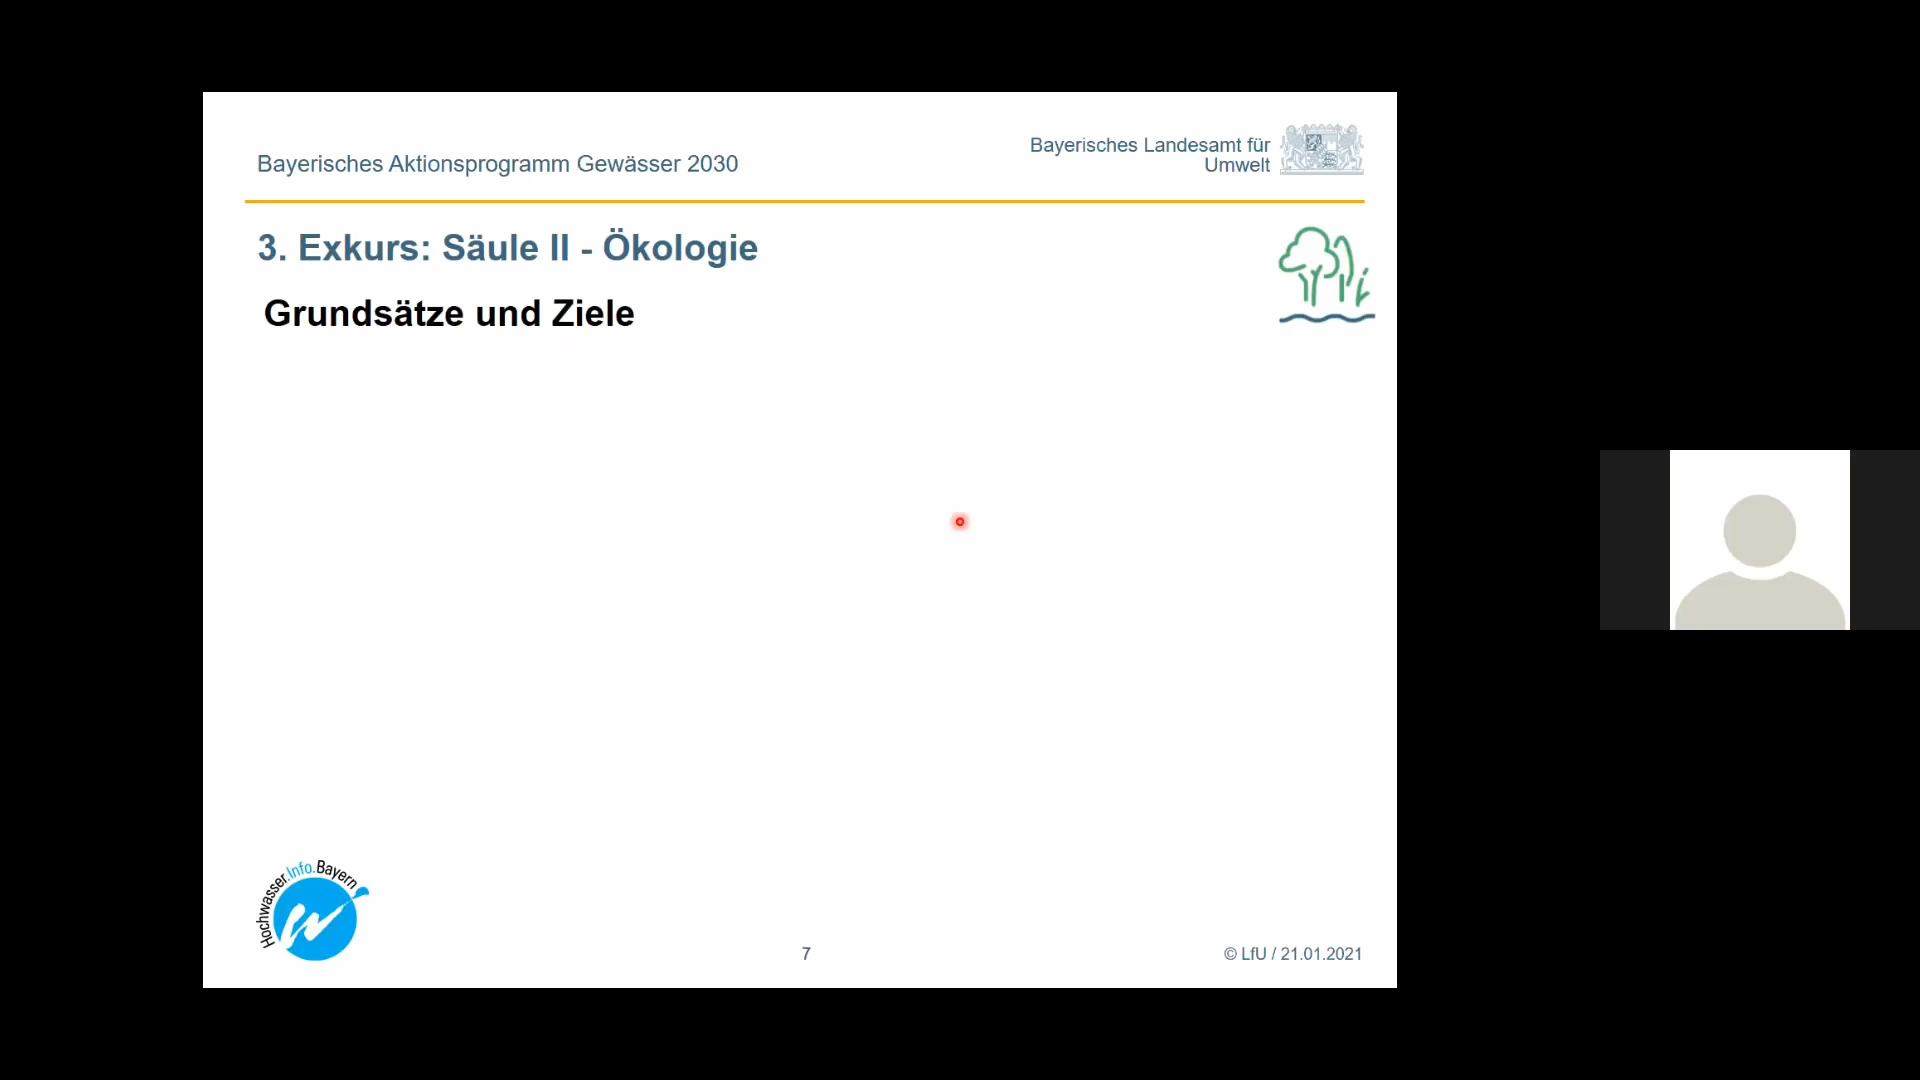 Bayerisches Aktionsprogramm Gewässer 2030
Bayerisches Landesamt für
Umwelt
3. Exkurs: Säule II - Ökologie
Grundsätze und Ziele
Hochwasser.Info.Bayern
7
© LfU / 21.01.2021